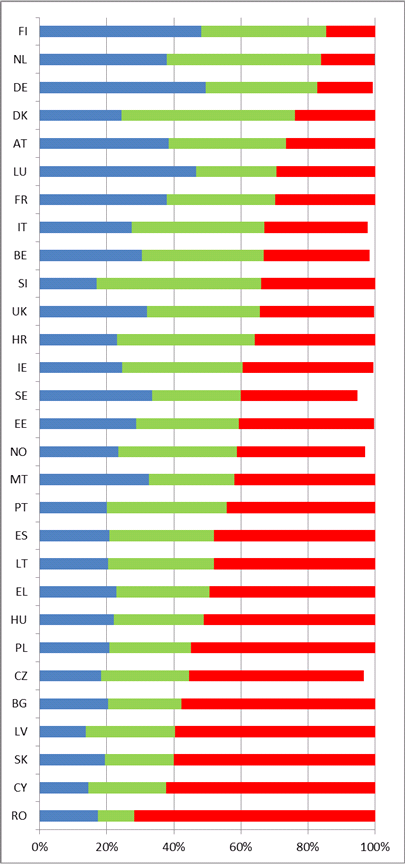 FI
NL
DE
DK
AT
LU
FR
IT
BE
SI
UK
HR
IE
SE
EE
NO
MT
PT
ES
LT
EL
HU
PL
CZ
BG
LV
SK
CY
RO
0% 20% 40% 60% 80% 100%